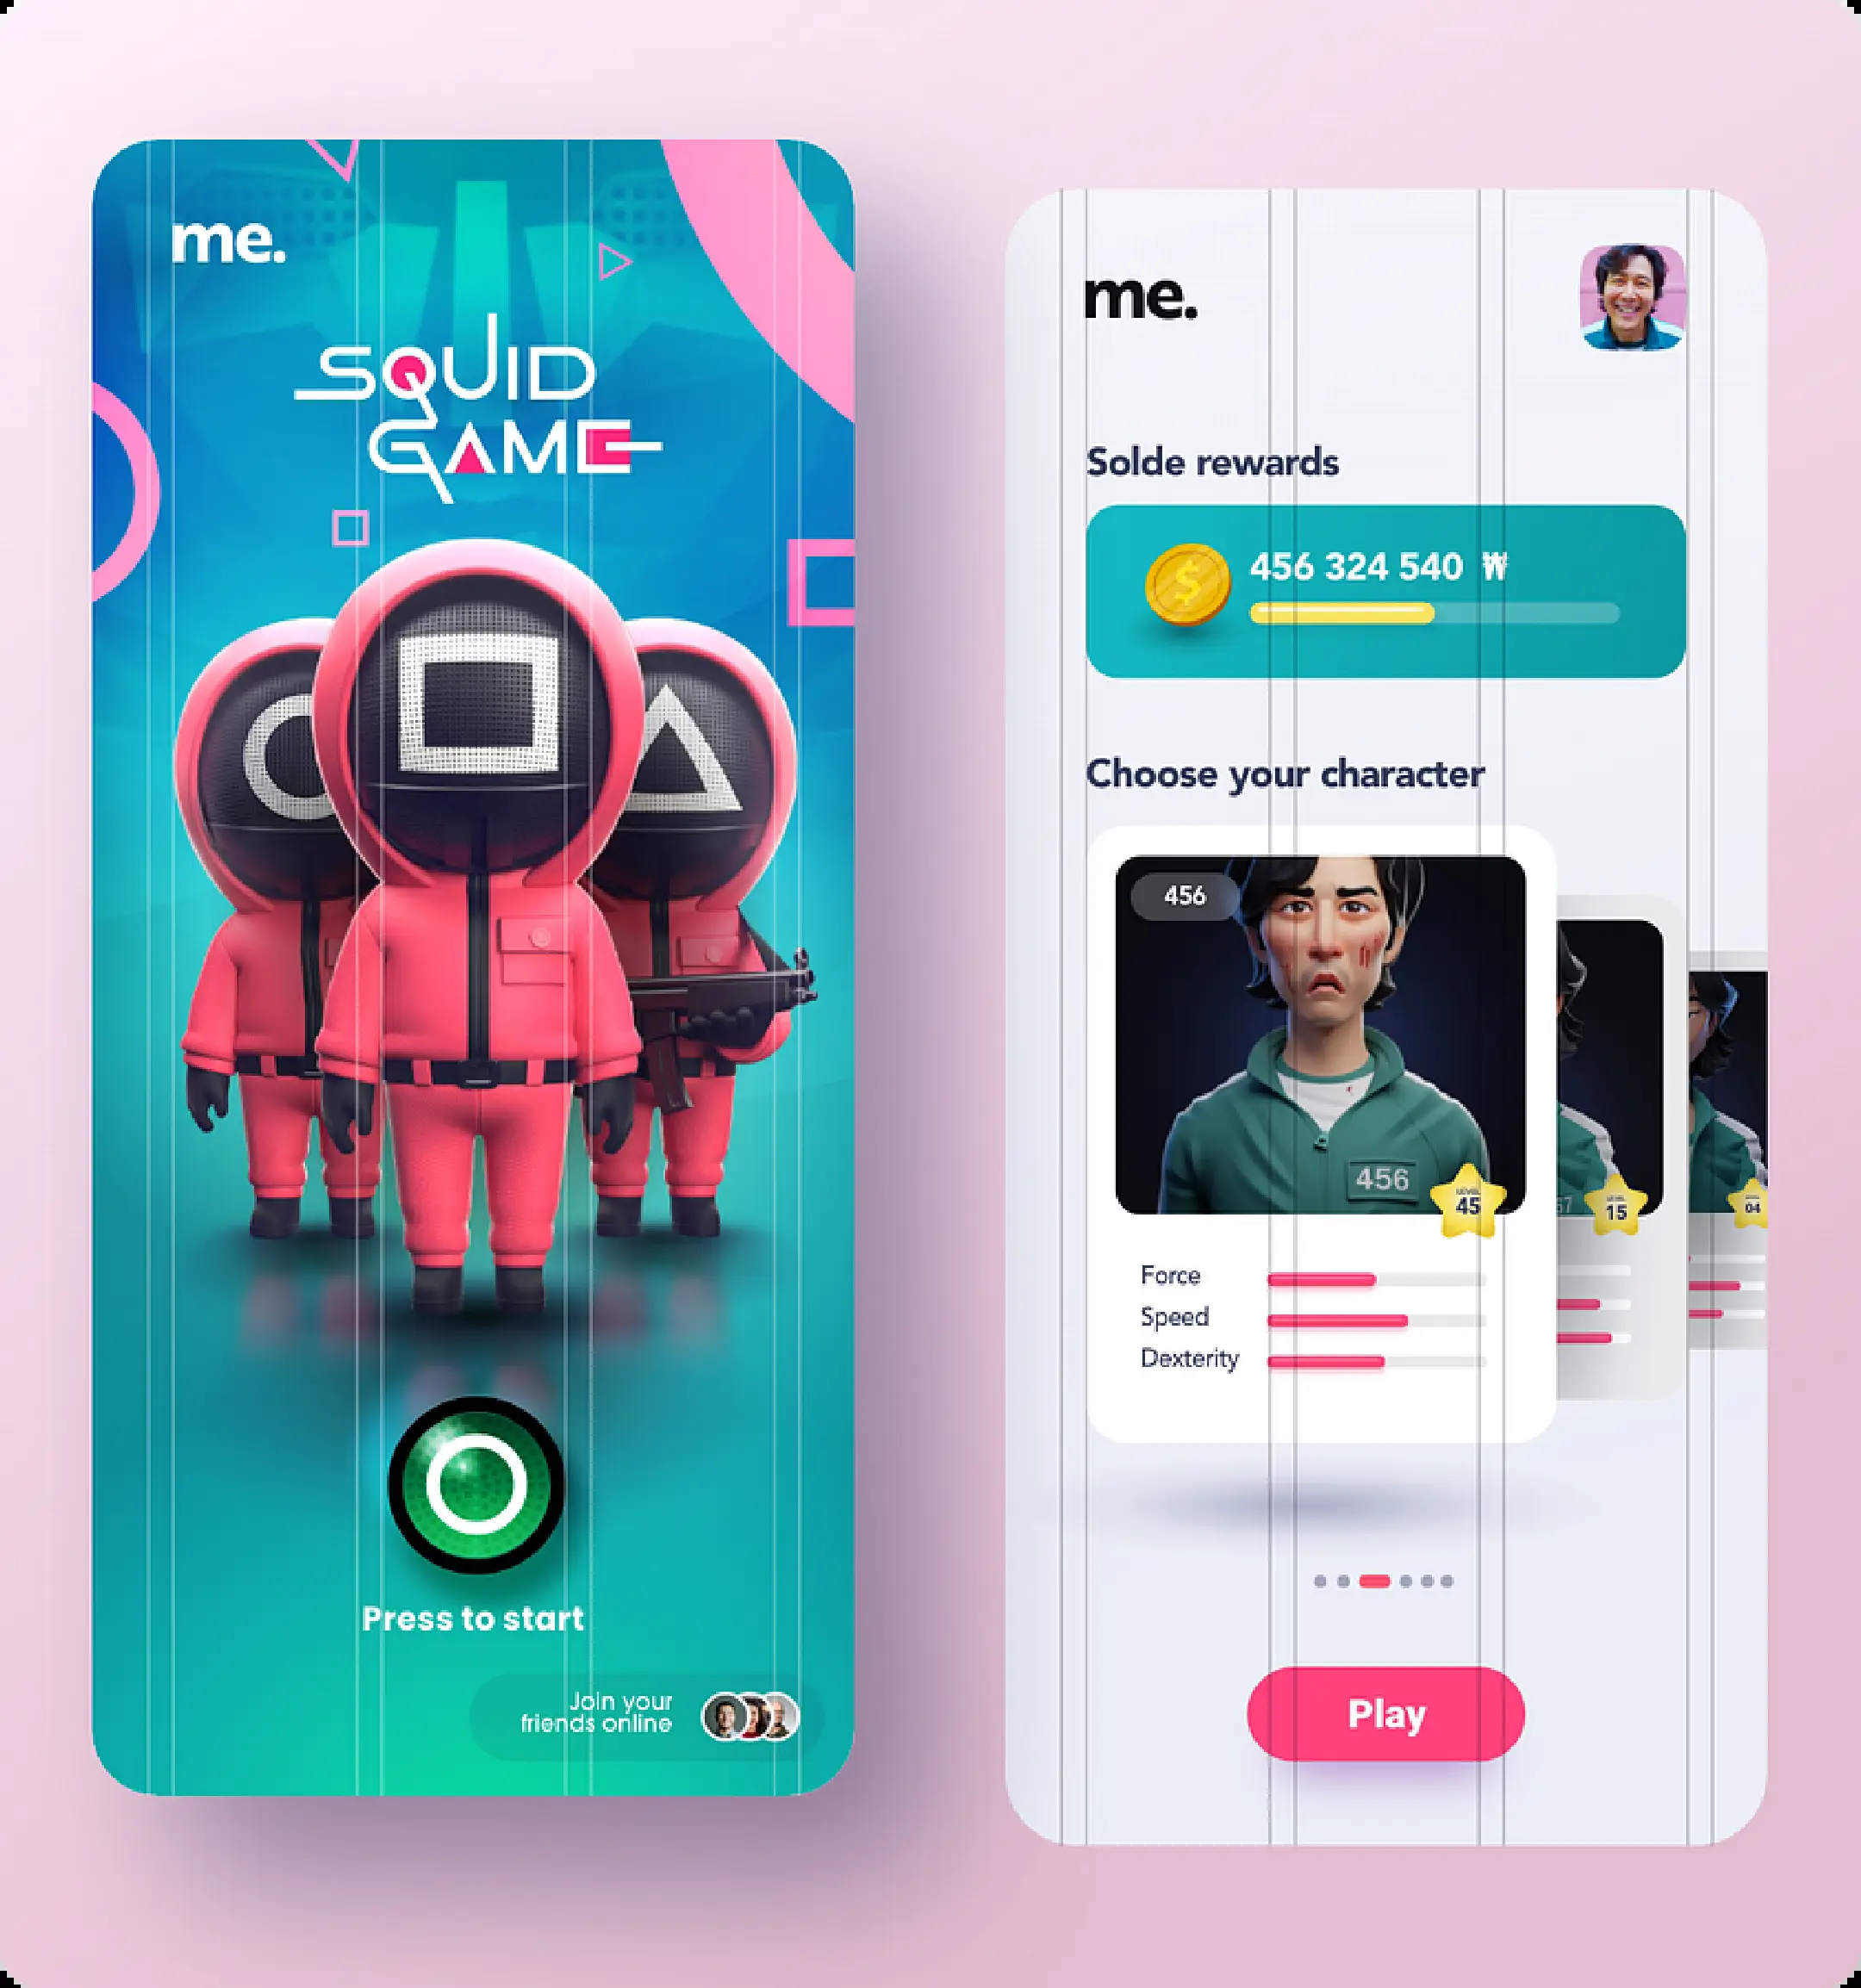 me.
SQUID
GAME
Press to start
Join your
friends online
me.
Solde rewards
456 324 540 ₩
Choose your character
456
456
LEVEL
45
67
LEVEL
15
04
Force
Speed
Dexterity
Play